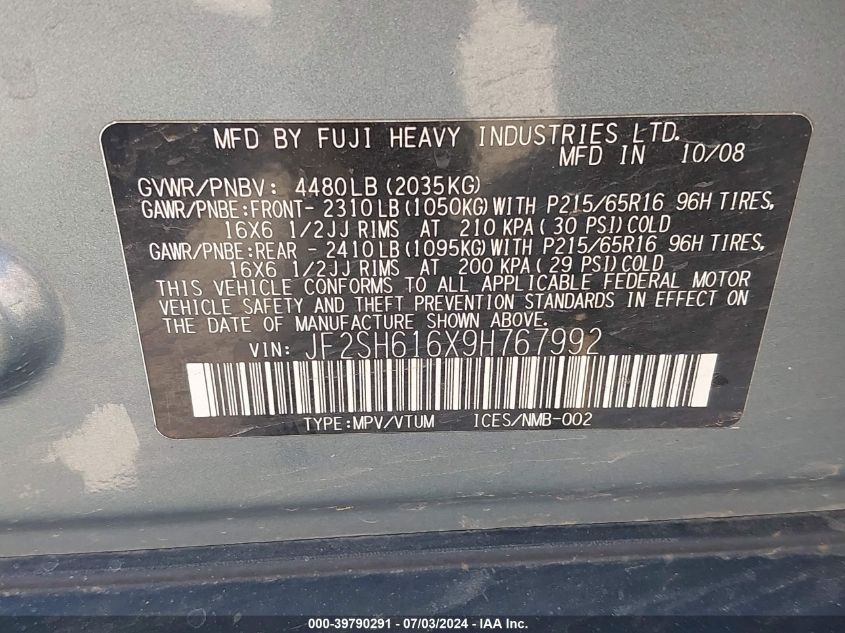 MFD BY FUJI HEAVY INDUSTRIES LTD.
MFD IN 10/08
GVWR/PNBV: 4480LB(2035KG)
GAWR/PNBE:FRONT- 2310LB(1050KG)WITH P215/65R16 96H TIRES,
16X6 1/2JJ RIMS AT 210 KPA(30 PSI)COLD
GAWR/PNBE:REAR - 2410LB(1095KG)WITH P215/65R16 96H TIRES,
16X6 1/2JJ RIMS AT 200 KPA(29 PSI)COLD
THIS VEHICLE CONFORMS TO ALL APPLICABLE FEDERAL MOTOR
VEHICLE SAFETY AND THEFT PREVENTION STANDARDS IN EFFECT ON
THE DATE OF MANUFACTURE SHOWN ABOVE.
VIN: JF2SH616X9H767992
TYPE:MPV/VTUM ICES/NMB-002
000-39790291 - 07/03/2024 - IAA Inc.